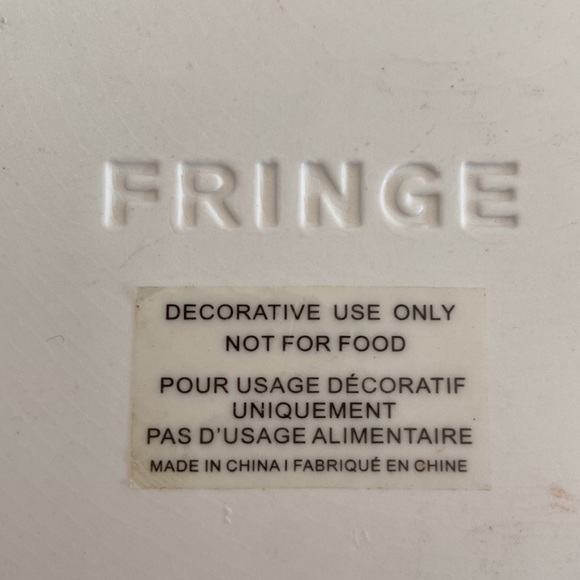 FRINGE
DECORATIVE USE ONLY
NOT FOR FOOD
POUR USAGE DÉCORATIF
UNIQUEMENT
PAS D'USAGE ALIMENTAIRE
MADE IN CHINA I FABRIQUÉ EN CHINE